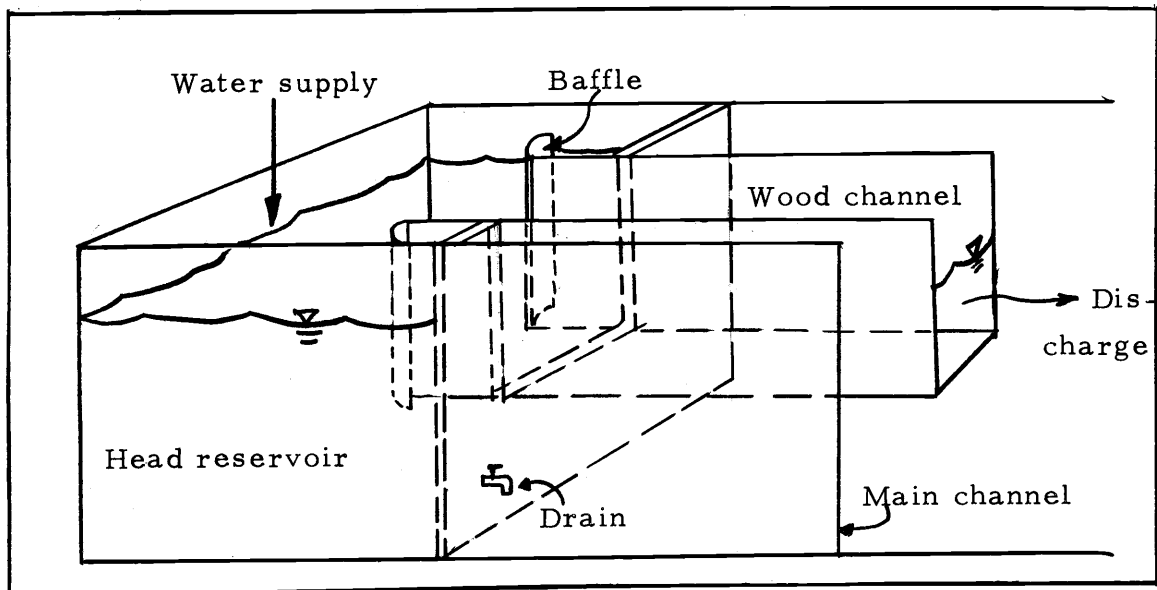 Water supply
Baffle
Wood channel
Dis-
charge
Head reservoir
Main channel
Drain